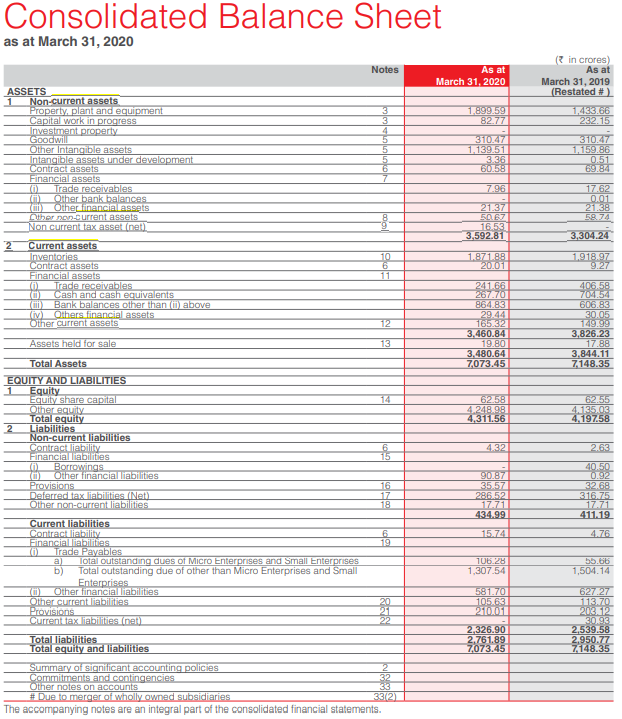 Consolidated Balance Sheet
as at March 31, 2020
(₹ in crores)
Notes As at March 31, 2020 As at March 31, 2019 (Restated # )
ASSETS
1 Non-current assets
Property, plant and equipment 3 1,899.59 1,433.66
Capital work in progress 3 82.77 232.15
Investment property 4 - -
Goodwill 5 310.47 310.47
Other Intangible assets 5 1,139.51 1,159.86
Intangible assets under development 5 3.36 0.51
Contract assets 6 60.58 69.84
Financial assets 7
(i) Trade receivables 7.96 17.62
(ii) Other bank balances - 0.01
(iii) Other financial assets 21.37 21.38
Other non-current assets 8 50.67 58.74
Non current tax asset (net) 9 16.53 -
3,592.81 3,304.24
2 Current assets
Inventories 10 1,871.88 1,918.97
Contract assets 6 20.01 9.27
Financial assets 11
(i) Trade receivables 241.66 406.58
(ii) Cash and cash equivalents 267.70 704.54
(iii) Bank balances other than (ii) above 864.83 606.83
(iv) Others financial assets 29.44 30.05
Other current assets 12 165.32 149.99
3,460.84 3,826.23
Assets held for sale 13 19.80 17.88
3,480.64 3,844.11
Total Assets 7,073.45 7,148.35
EQUITY AND LIABILITIES
1 Equity
Equity share capital 14 62.58 62.55
Other equity 4,248.98 4,135.03
Total equity 4,311.56 4,197.58
2 Liabilities
Non-current liabilities
Contract liability 6 4.32 2.63
Financial liabilities 15
(i) Borrowings - 40.50
(ii) Other financial liabilities 90.87 0.92
Provisions 16 35.57 32.68
Deferred tax liabilities (Net) 17 286.52 316.75
Other non-current liabilities 18 17.71 17.71
434.99 411.19
Current liabilities
Contract liability 6 15.74 4.76
Financial liabilities 19
(i) Trade Payables
a) Total outstanding dues of Micro Enterprises and Small Enterprises 106.28 55.66
b) Total outstanding due of other than Micro Enterprises and Small 1,307.54 1,504.14
Enterprises
(ii) Other financial liabilities 581.70 627.27
Other current liabilities 20 105.63 113.70
Provisions 21 210.01 203.12
Current tax liabilities (net) 22 - 30.93
2,326.90 2,539.58
Total liabilities 2,761.89 2,950.77
Total equity and liabilities 7,073.45 7,148.35
Summary of significant accounting policies 2
Commitments and contingencies 32
Other notes on accounts 33
# Due to merger of wholly owned subsidiaries 33(2)
The accompanying notes are an integral part of the consolidated financial statements.